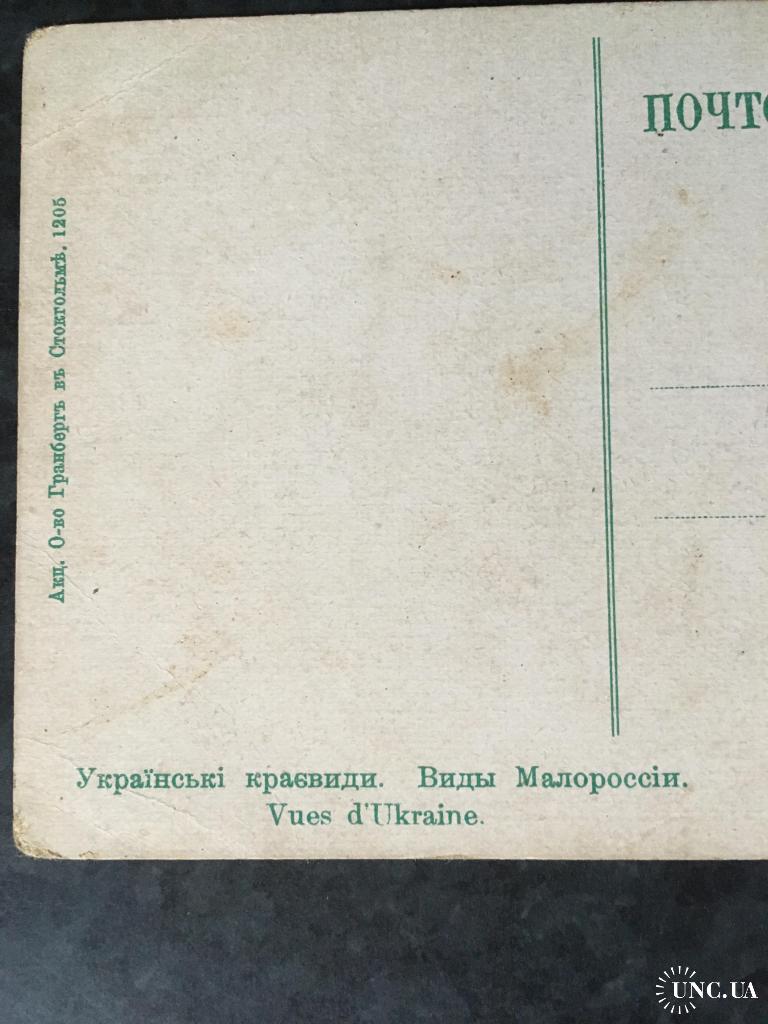 ПОЧТО
Акц. О-во Гранбергъ въ Стокгольмѣ. 1205
Українські краєвиди. Виды Малороссіи.
Vues d'Ukraine.
UNC.UA